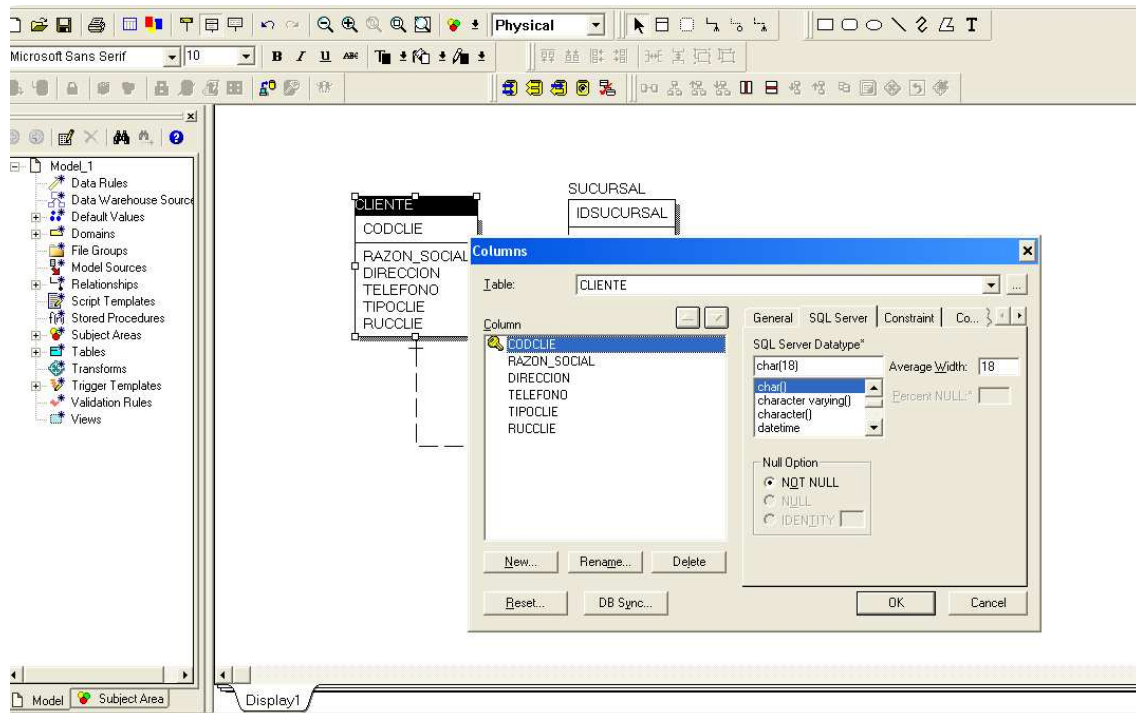 Physical
Microsoft Sans Serif 10 B I U ABC T
Model_1
Data Rules
Data Warehouse Source
Default Values
Domains
File Groups
Model Sources
Relationships
Script Templates
Stored Procedures
Subject Areas
Tables
Transforms
Trigger Templates
Validation Rules
Views
Model Subject Area
CLIENTE
CODCLIE
RAZON_SOCIAL
DIRECCION
TELEFONO
TIPOCLIE
RUCCLIE
SUCURSAL
IDSUCURSAL
Columns
Table: CLIENTE ...
Column
CODCLIE
RAZON_SOCIAL
DIRECCION
TELEFONO
TIPOCLIE
RUCCLIE
New... Rename... Delete
Reset... DB Sync...
General SQL Server Constraint Co...
SQL Server Datatype*
char(18) Average Width: 18
char()
character varying() Percent NULL:*
character()
datetime
Null Option
NOT NULL
NULL
IDENTITY
OK Cancel
Display1